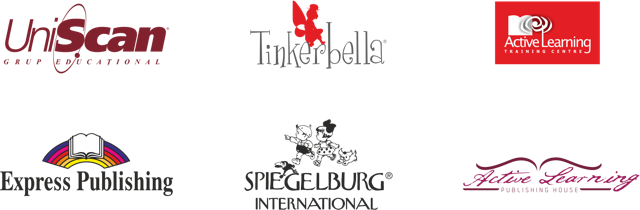 UniScan®
GRUP EDUCATIONAL
Tinkerbella®
Active Learning
TRAINING CENTRE
Express Publishing
SPIEGELBURG®
INTERNATIONAL
Active Learning
PUBLISHING HOUSE